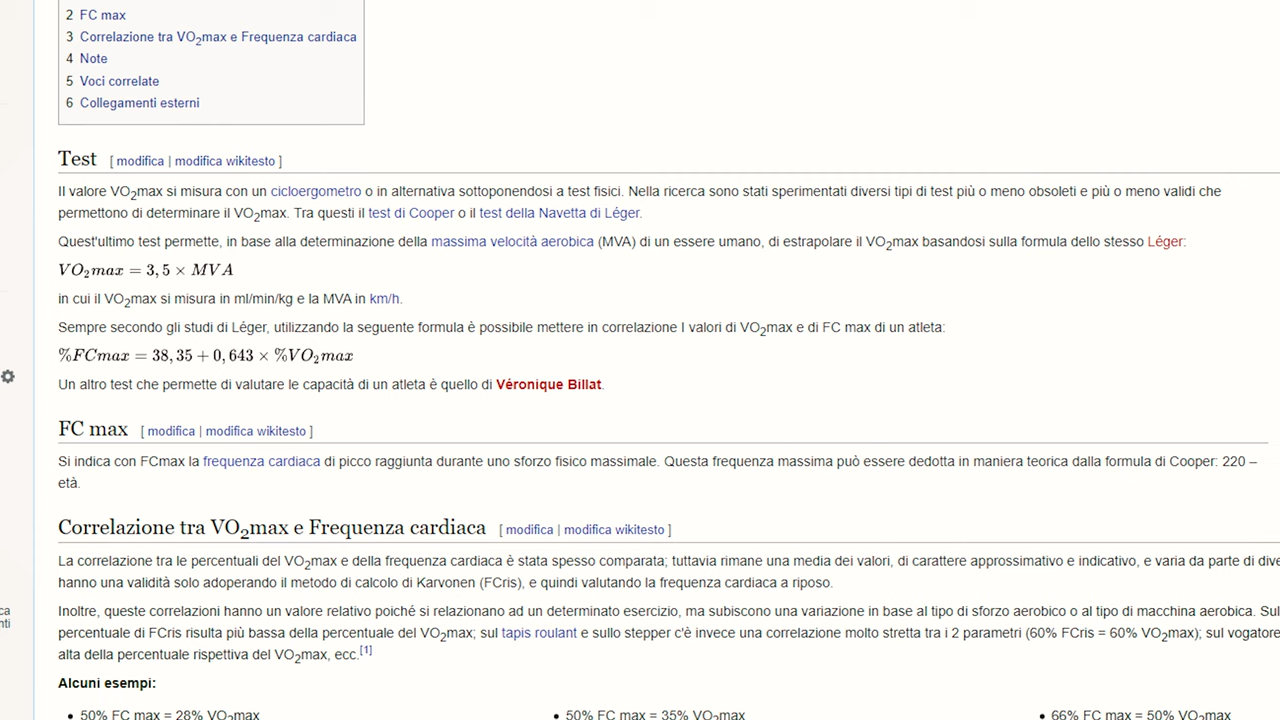 2 FC max
3 Correlazione tra VO2max e Frequenza cardiaca
4 Note
5 Voci correlate
6 Collegamenti esterni
Test [ modifica | modifica wikitesto ]
Il valore VO2max si misura con un cicloergometro o in alternativa sottoponendosi a test fisici. Nella ricerca sono stati sperimentati diversi tipi di test più o meno obsoleti e più o meno validi che
permettono di determinare il VO2max. Tra questi il test di Cooper o il test della Navetta di Léger.
Quest'ultimo test permette, in base alla determinazione della massima velocità aerobica (MVA) di un essere umano, di estrapolare il VO2max basandosi sulla formula dello stesso Léger:
VO2max = 3, 5 × MVA
in cui il VO2max si misura in ml/min/kg e la MVA in km/h.
Sempre secondo gli studi di Léger, utilizzando la seguente formula è possibile mettere in correlazione I valori di VO2max e di FC max di un atleta:
%FCmax = 38, 35 + 0, 643 × %VO2max
Un altro test che permette di valutare le capacità di un atleta è quello di Véronique Billat.
FC max [ modifica | modifica wikitesto ]
Si indica con FCmax la frequenza cardiaca di picco raggiunta durante uno sforzo fisico massimale. Questa frequenza massima può essere dedotta in maniera teorica dalla formula di Cooper: 220 –
età.
Correlazione tra VO2max e Frequenza cardiaca [ modifica | modifica wikitesto ]
La correlazione tra le percentuali del VO2max e della frequenza cardiaca è stata spesso comparata; tuttavia rimane una media dei valori, di carattere approssimativo e indicativo, e varia da parte di dive
hanno una validità solo adoperando il metodo di calcolo di Karvonen (FCris), e quindi valutando la frequenza cardiaca a riposo.
Inoltre, queste correlazioni hanno un valore relativo poiché si relazionano ad un determinato esercizio, ma subiscono una variazione in base al tipo di sforzo aerobico o al tipo di macchina aerobica. Sul
percentuale di FCris risulta più bassa della percentuale del VO2max; sul tapis roulant e sullo stepper c'è invece una correlazione molto stretta tra i 2 parametri (60% FCris = 60% VO2max); sul vogatore
alta della percentuale rispettiva del VO2max, ecc.[1]
Alcuni esempi:
• 50% FC max = 28% VO2max • 50% FC max = 35% VO2max • 66% FC max = 50% VO2max
ca
nti